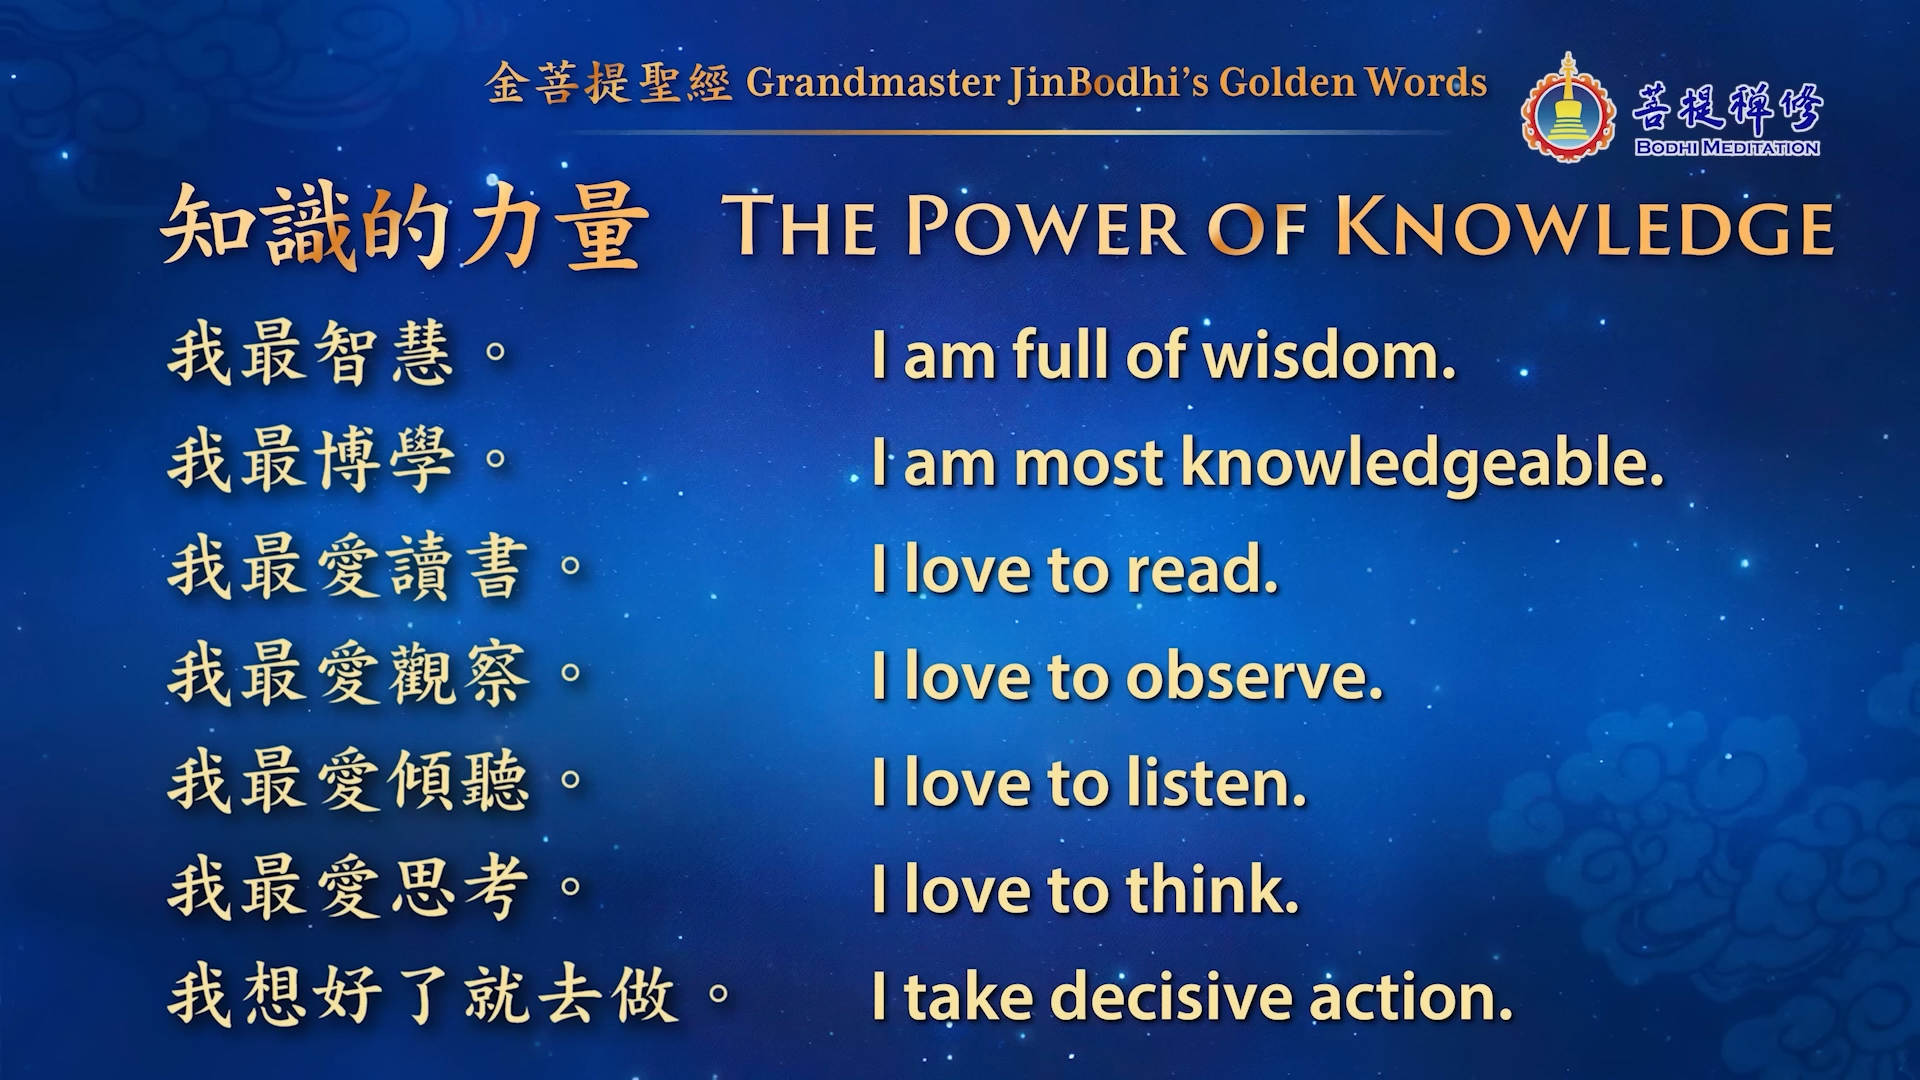 金菩提聖經 Grandmaster JinBodhi's Golden Words
菩提禪修
BODHI MEDITATION
知識的力量 THE POWER OF KNOWLEDGE
我最智慧。 I am full of wisdom.
我最博學。 I am most knowledgeable.
我最愛讀書。 I love to read.
我最愛觀察。 I love to observe.
我最愛傾聽。 I love to listen.
我最愛思考。 I love to think.
我想好了就去做。 I take decisive action.